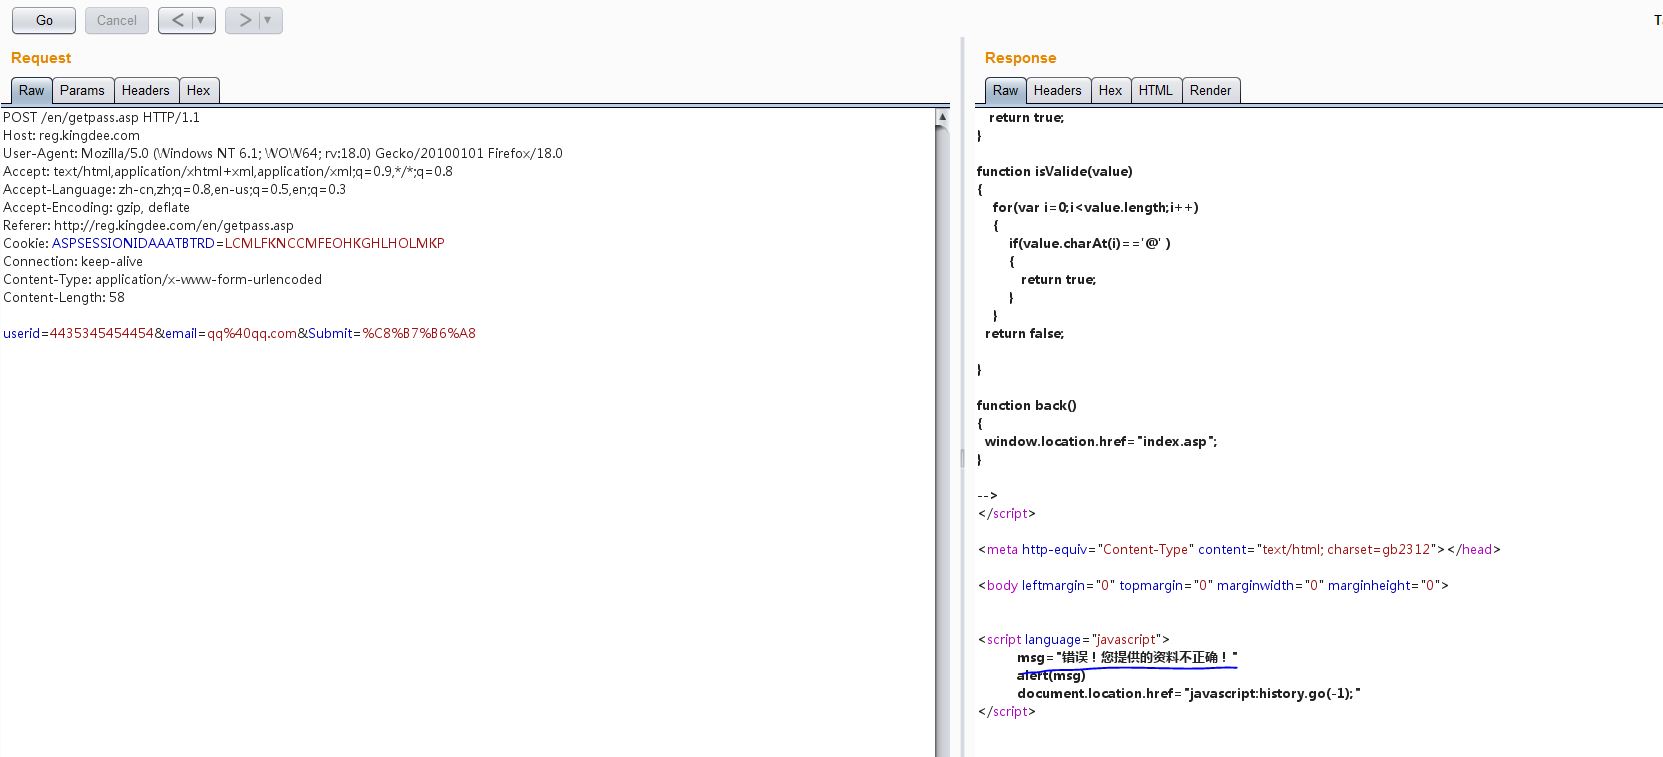 Go
Cancel
<
>
T
Request
Response
Raw Params Headers Hex
Raw Headers Hex HTML Render
POST /en/getpass.asp HTTP/1.1
Host: reg.kingdee.com
User-Agent: Mozilla/5.0 (Windows NT 6.1; WOW64; rv:18.0) Gecko/20100101 Firefox/18.0
Accept: text/html,application/xhtml+xml,application/xml;q=0.9,*/*;q=0.8
Accept-Language: zh-cn,zh;q=0.8,en-us;q=0.5,en;q=0.3
Accept-Encoding: gzip, deflate
Referer: http://reg.kingdee.com/en/getpass.asp
Cookie: ASPSESSIONIDAAATBTRD=LCMLFKNCCMFEOHKGHLHOLMKP
Connection: keep-alive
Content-Type: application/x-www-form-urlencoded
Content-Length: 58
userid=4435345454454&email=qq%40qq.com&Submit=%C8%B7%B6%A8
return true;
}
function isValide(value)
{
for(var i=0;i<value.length;i++)
{
if(value.charAt(i)=='@' )
{
return true;
}
}
return false;
}
function back()
{
window.location.href="index.asp";
}
-->
</script>
<meta http-equiv="Content-Type" content="text/html; charset=gb2312"></head>
<body leftmargin="0" topmargin="0" marginwidth="0" marginheight="0">
<script language="javascript">
msg="错误！您提供的资料不正确！"
alert(msg)
document.location.href="javascript:history.go(-1);"
</script>